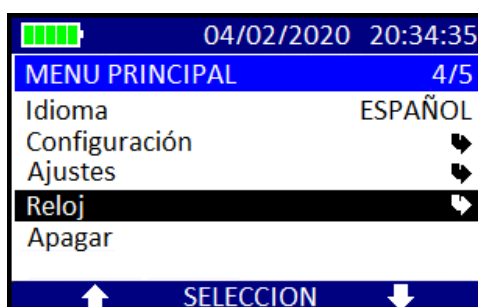 04/02/2020 20:34:35
MENU PRINCIPAL 4/5
Idioma ESPAÑOL
Configuración
Ajustes
Reloj
Apagar
SELECCION